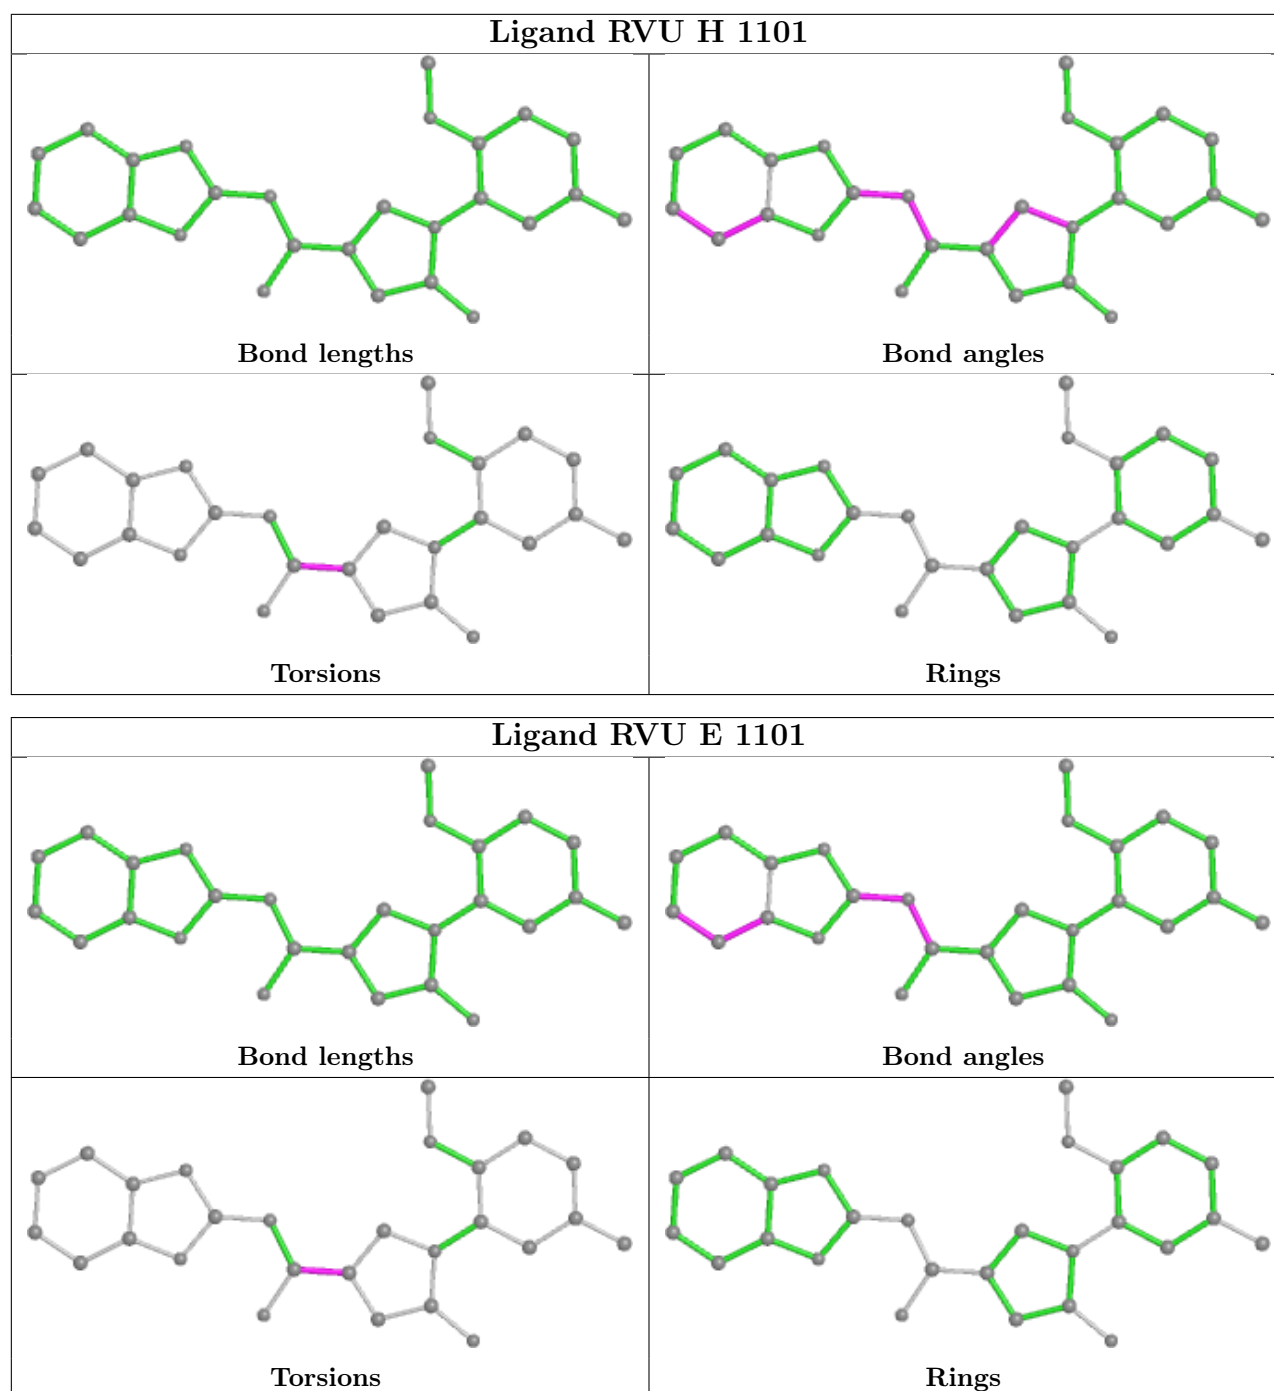 Ligand RVU H 1101
Bond lengths
Bond angles
Torsions
Rings
Ligand RVU E 1101
Bond lengths
Bond angles
Torsions
Rings